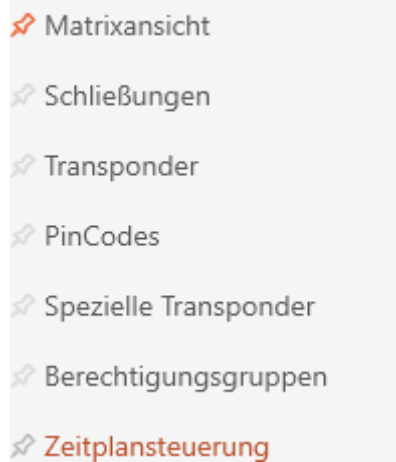 Matrixansicht
Schließungen
Transponder
PinCodes
Spezielle Transponder
Berechtigungsgruppen
Zeitplansteuerung